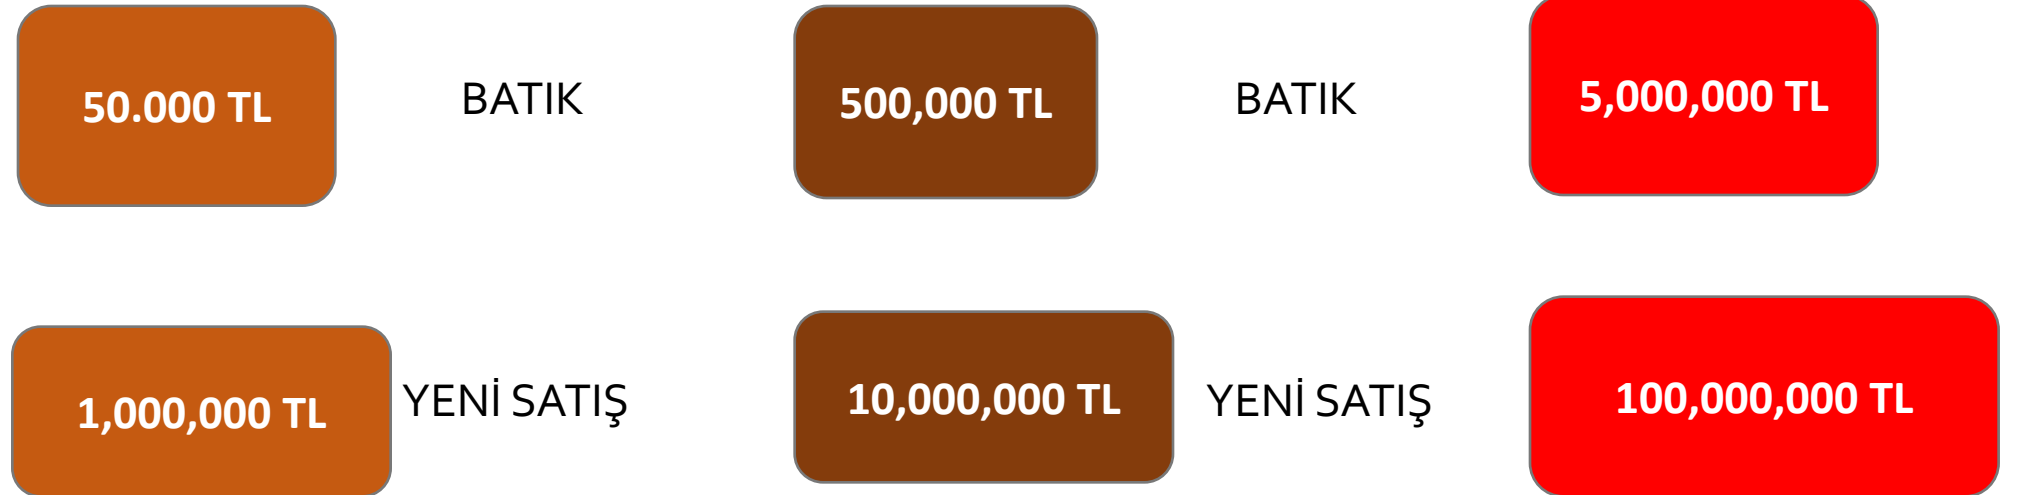 50.000 TL
BATIK
500,000 TL
BATIK
5,000,000 TL
1,000,000 TL
YENİ SATIŞ
10,000,000 TL
YENİ SATIŞ
100,000,000 TL